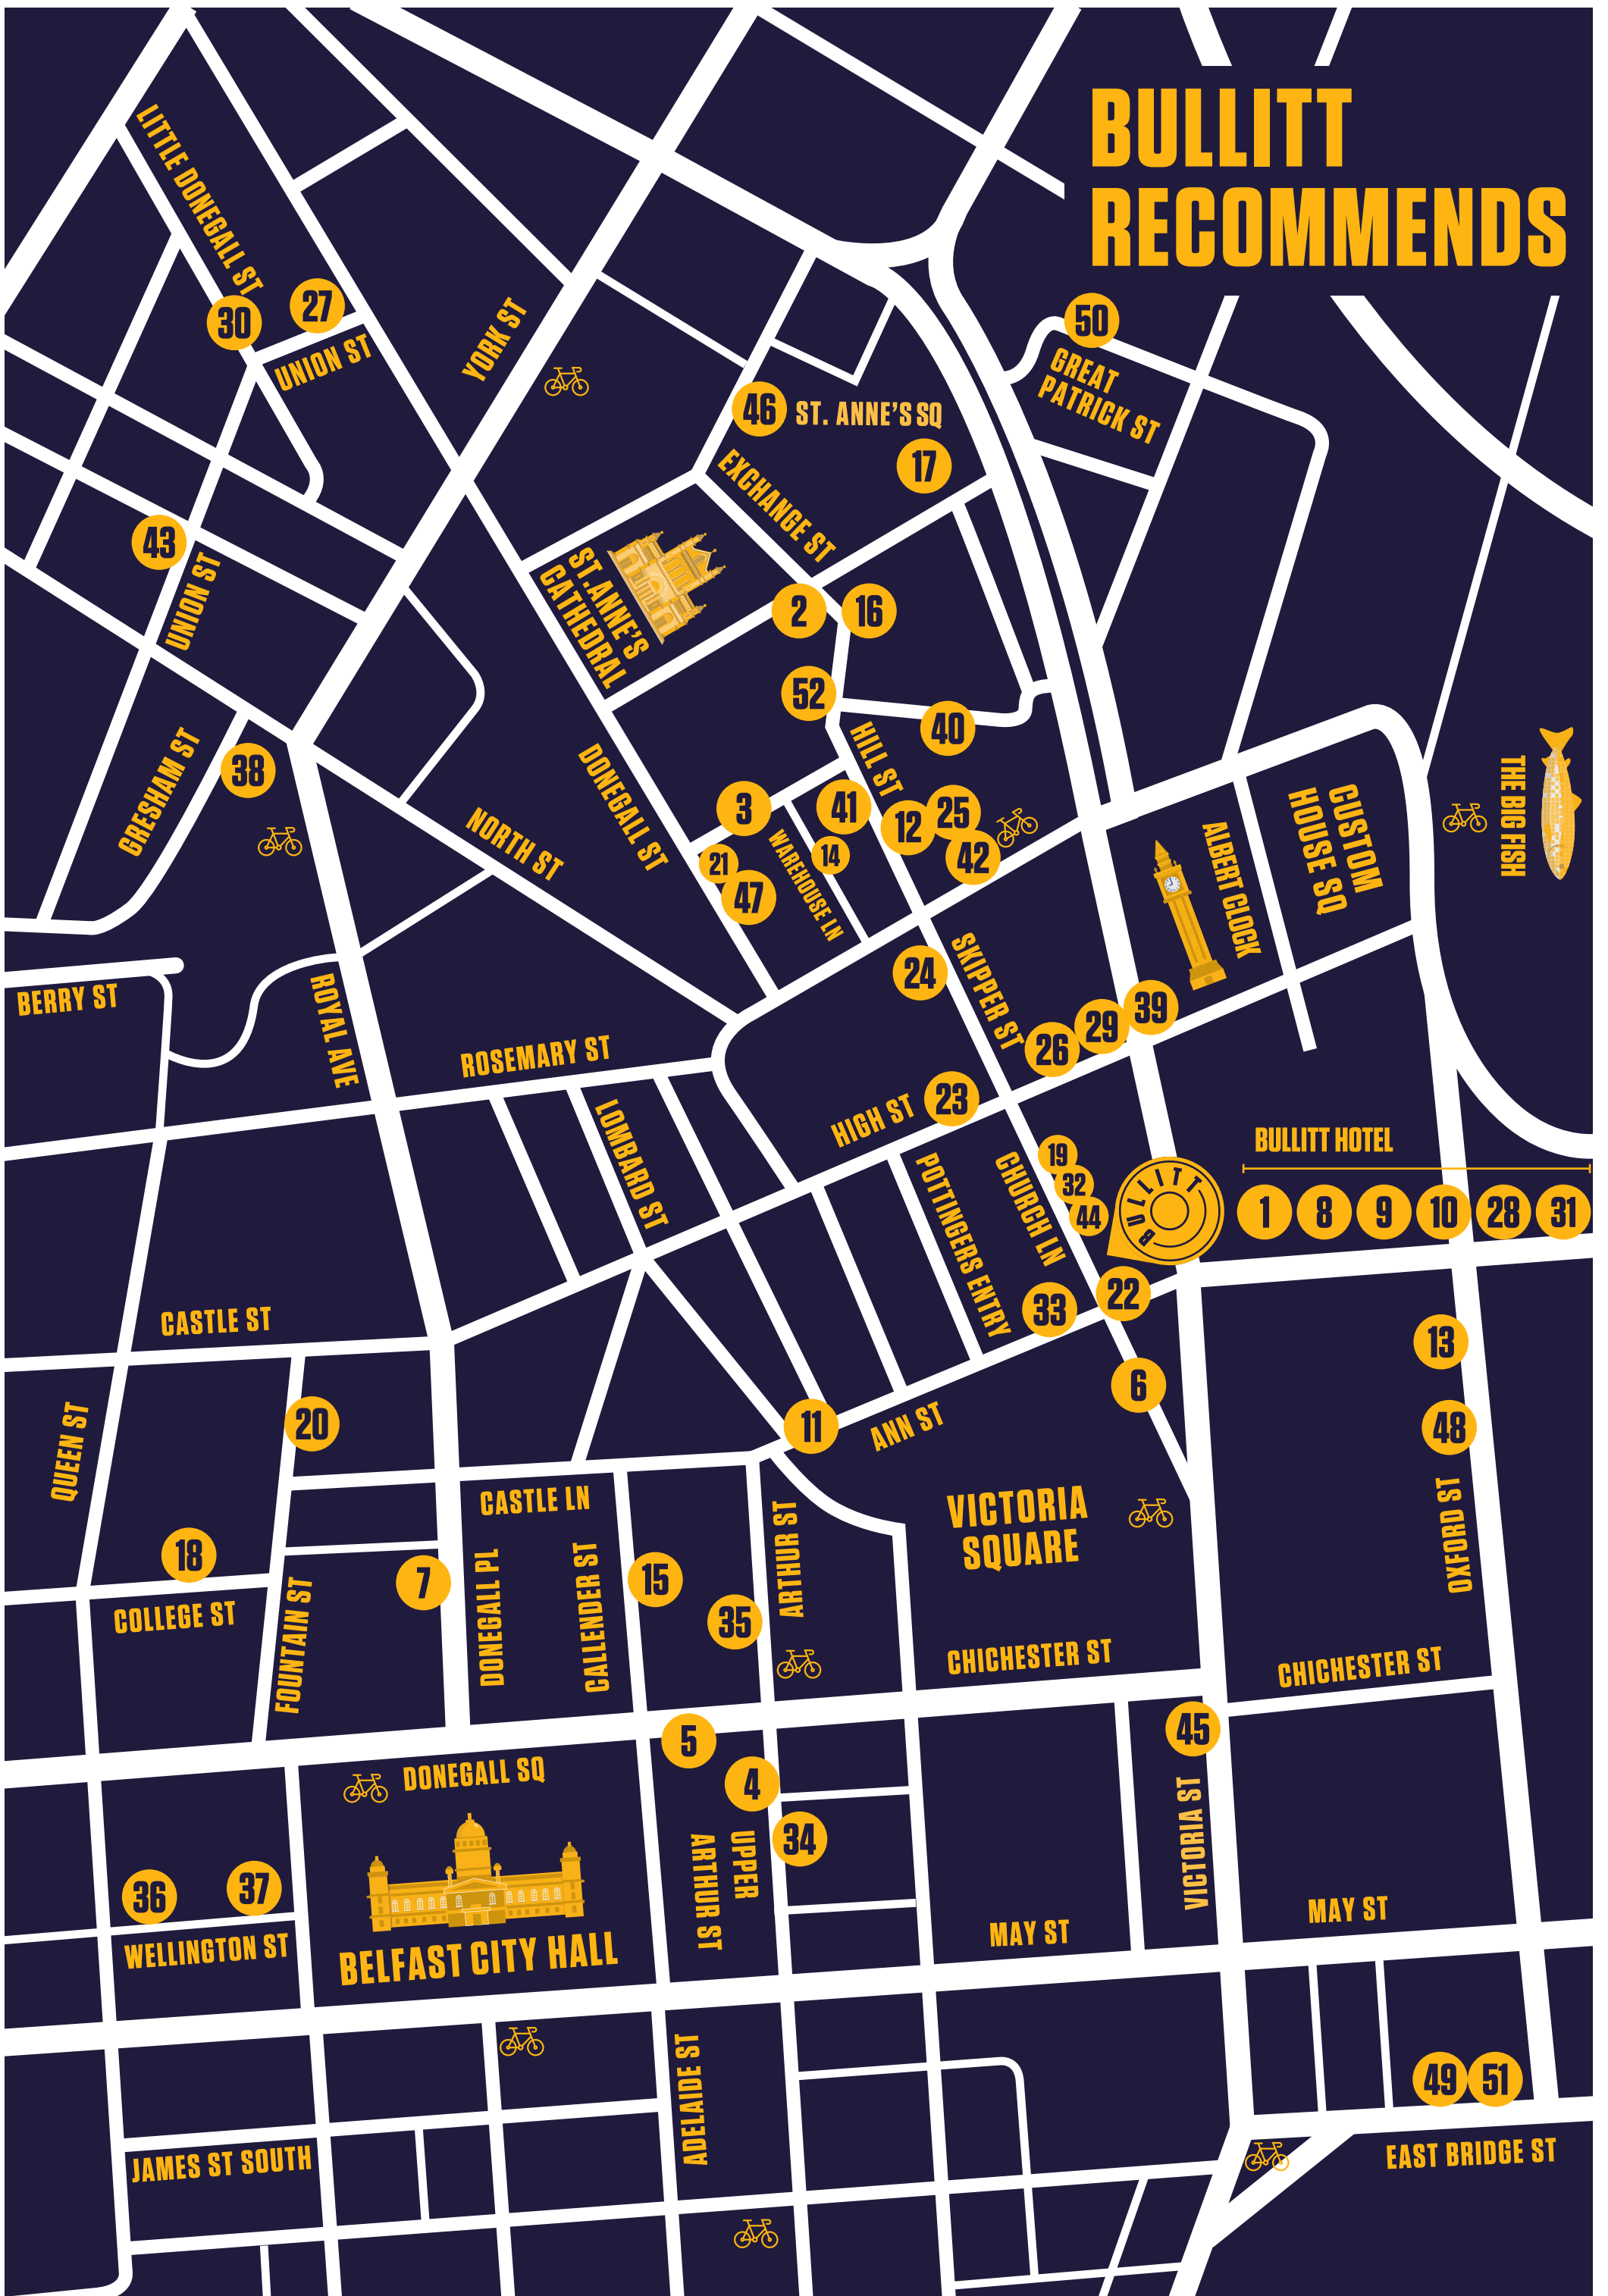 BULLITT
RECOMMENDS
LITTLE DONEGALL ST
30
27
UNION ST
YORK ST
50
GREAT
PATRICK ST
46
ST. ANNE'S SQ
17
EXCHANGE ST
43
UNION ST
ST. ANNE'S
CATHEDRAL
2
16
52
40
HILL ST
GRESHAM ST
38
DONEGALL ST
NORTH ST
3
41
12
25
42
14
21
47
WAREHOUSE LN
ALBERT CLOCK
CUSTOM
HOUSE SQ
THE BIG FISH
24
SKIPPER ST
BERRY ST
ROYAL AVE
26
29
39
ROSEMARY ST
LOMBARD ST
HIGH ST
23
POTTINGERS ENTRY
CHURCH LN
19
32
44
BULLITT
BULLITT HOTEL
1
8
9
10
28
31
33
22
CASTLE ST
13
6
QUEEN ST
20
11
ANN ST
48
CASTLE LN
VICTORIA
SQUARE
OXFORD ST
18
COLLEGE ST
FOUNTAIN ST
7
DONEGALL PL
CALLENDER ST
15
35
ARTHUR ST
CHICHESTER ST
CHICHESTER ST
5
45
DONEGALL SQ
4
34
UPPER
ARTHUR ST
VICTORIA ST
36
37
WELLINGTON ST
BELFAST CITY HALL
MAY ST
MAY ST
ADELAIDE ST
49
51
JAMES ST SOUTH
EAST BRIDGE ST